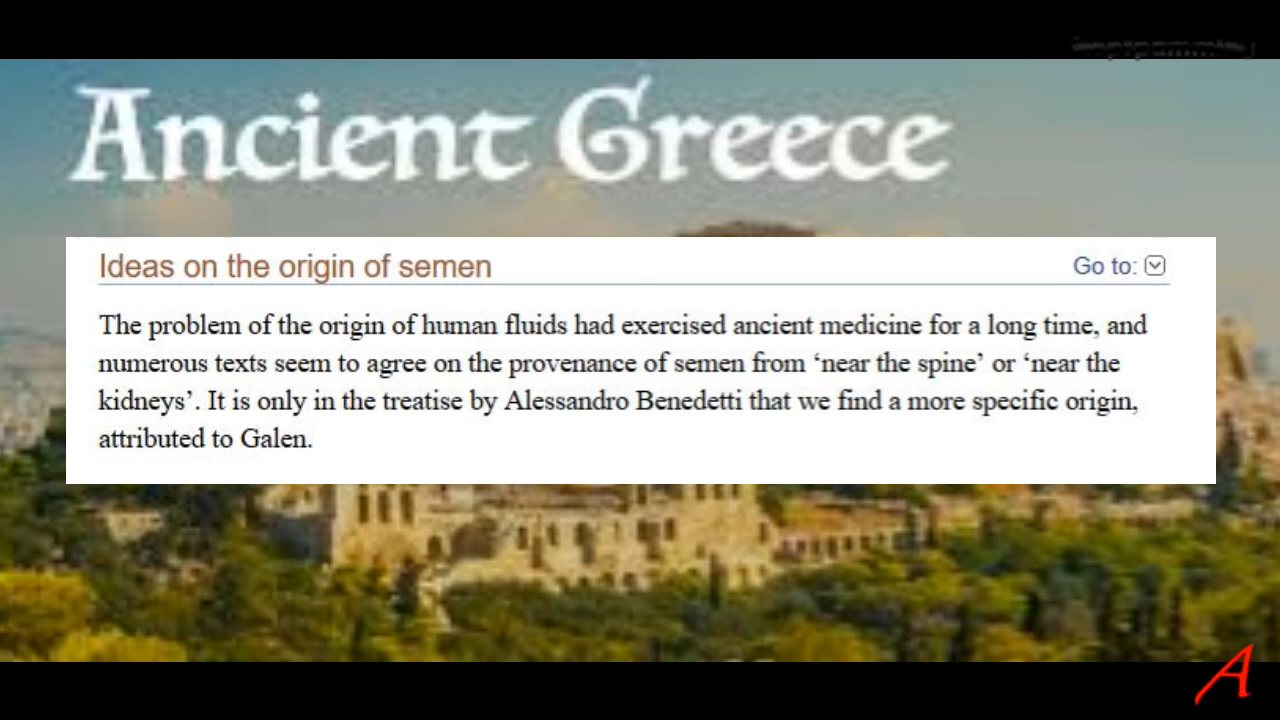 Ancient Greece
Ideas on the origin of semen
Go to:
The problem of the origin of human fluids had exercised ancient medicine for a long time, and
numerous texts seem to agree on the provenance of semen from ‘near the spine’ or ‘near the
kidneys’. It is only in the treatise by Alessandro Benedetti that we find a more specific origin,
attributed to Galen.
A